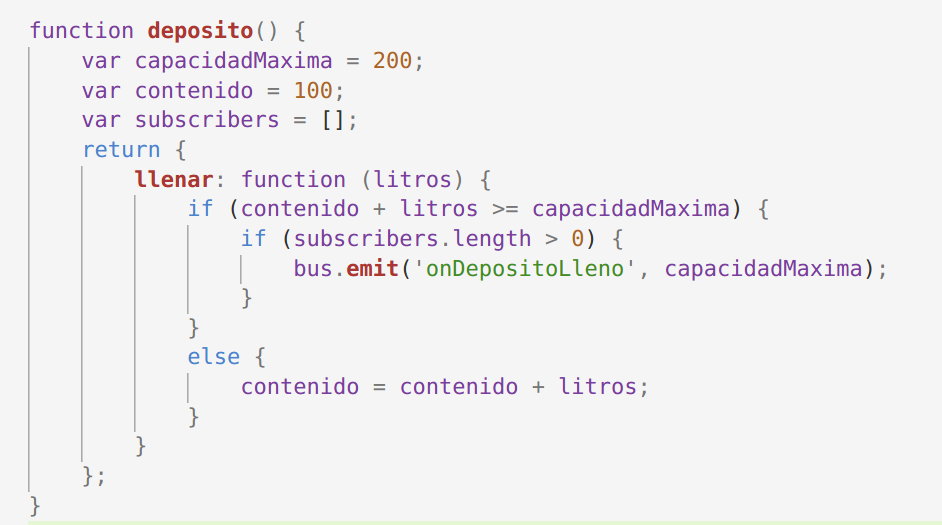 function deposito() {
    var capacidadMaxima = 200;
    var contenido = 100;
    var subscribers = [];
    return {
        llenar: function (litros) {
            if (contenido + litros >= capacidadMaxima) {
                if (subscribers.length > 0) {
                    bus.emit('onDepositoLleno', capacidadMaxima);
                }
            }
            else {
                contenido = contenido + litros;
            }
        }
    };
}